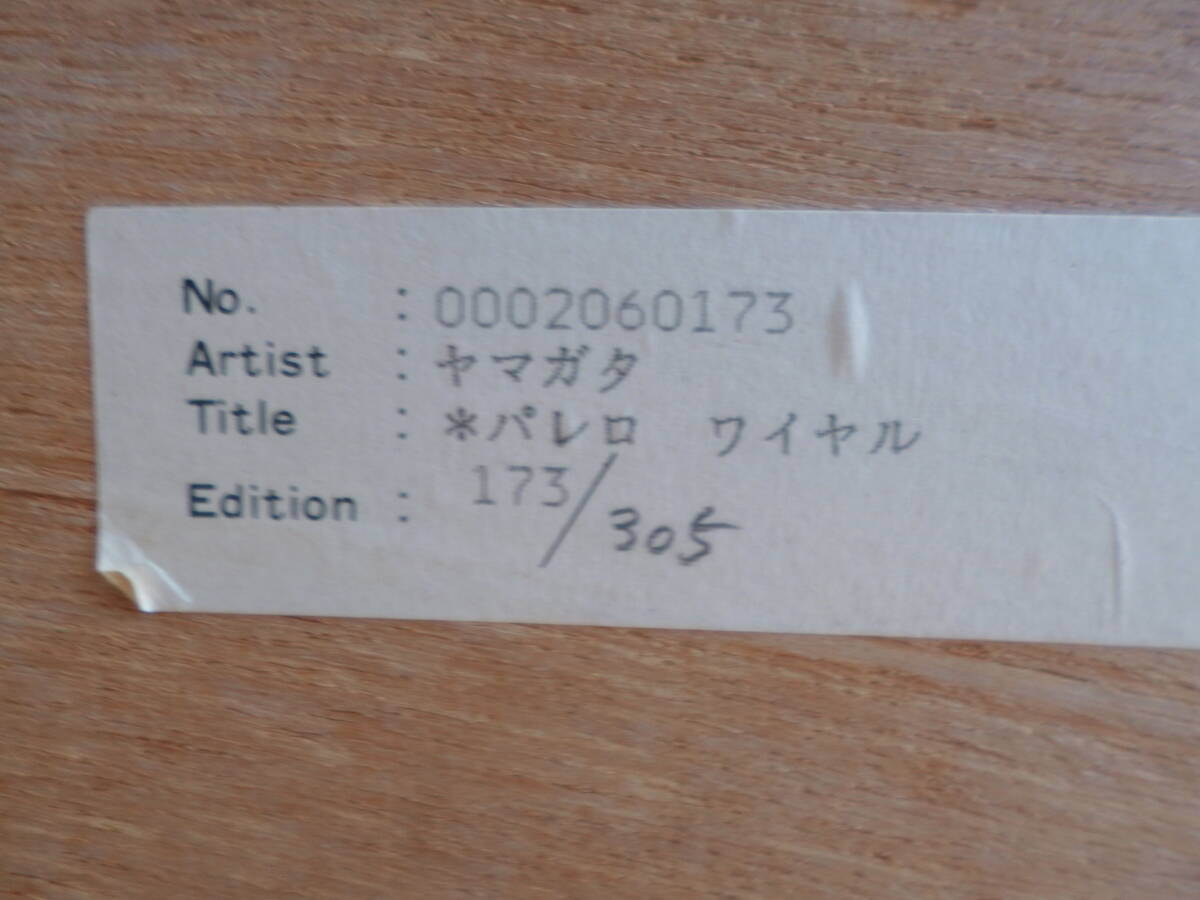 No. : 0002060173
Artist : ヤマガタ
Title : *パレロ ワイヤル
Edition : 173/305